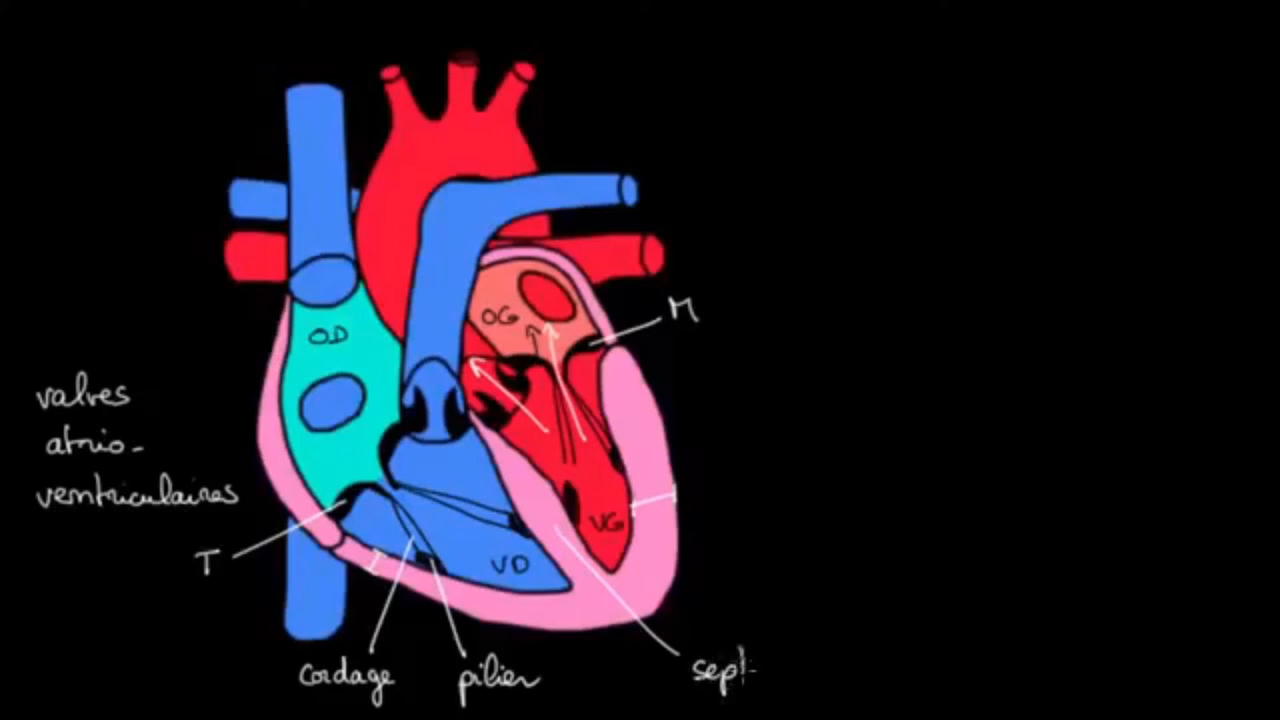 OG
M
OD
valves
atrio-
ventriculaires
VG
T
VD
cordage
pilier
sept